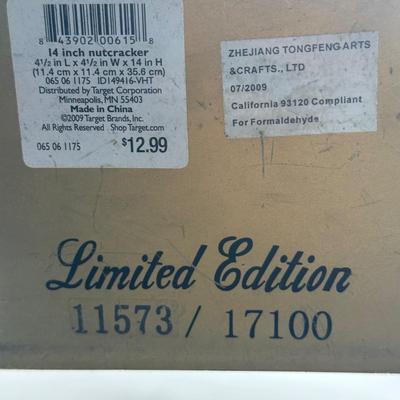 8 43902 00615 8
14 inch nutcracker
4½ in L x 4½ in W x 14 in H
(11.4 cm x 11.4 cm x 35.6 cm)
065 06 1175 ID149416-VHT
Distributed by Target Corporation
Minneapolis, MN 55403
Made in China
©2009 Target Brands, Inc.
All Rights Reserved Shop Target.com
065 06 1175 $12.99
ZHEJIANG TONGFENG ARTS
&CRAFTS., LTD
07/2009
California 93120 Compliant
For Formaldehyde
Limited Edition
11573 / 17100